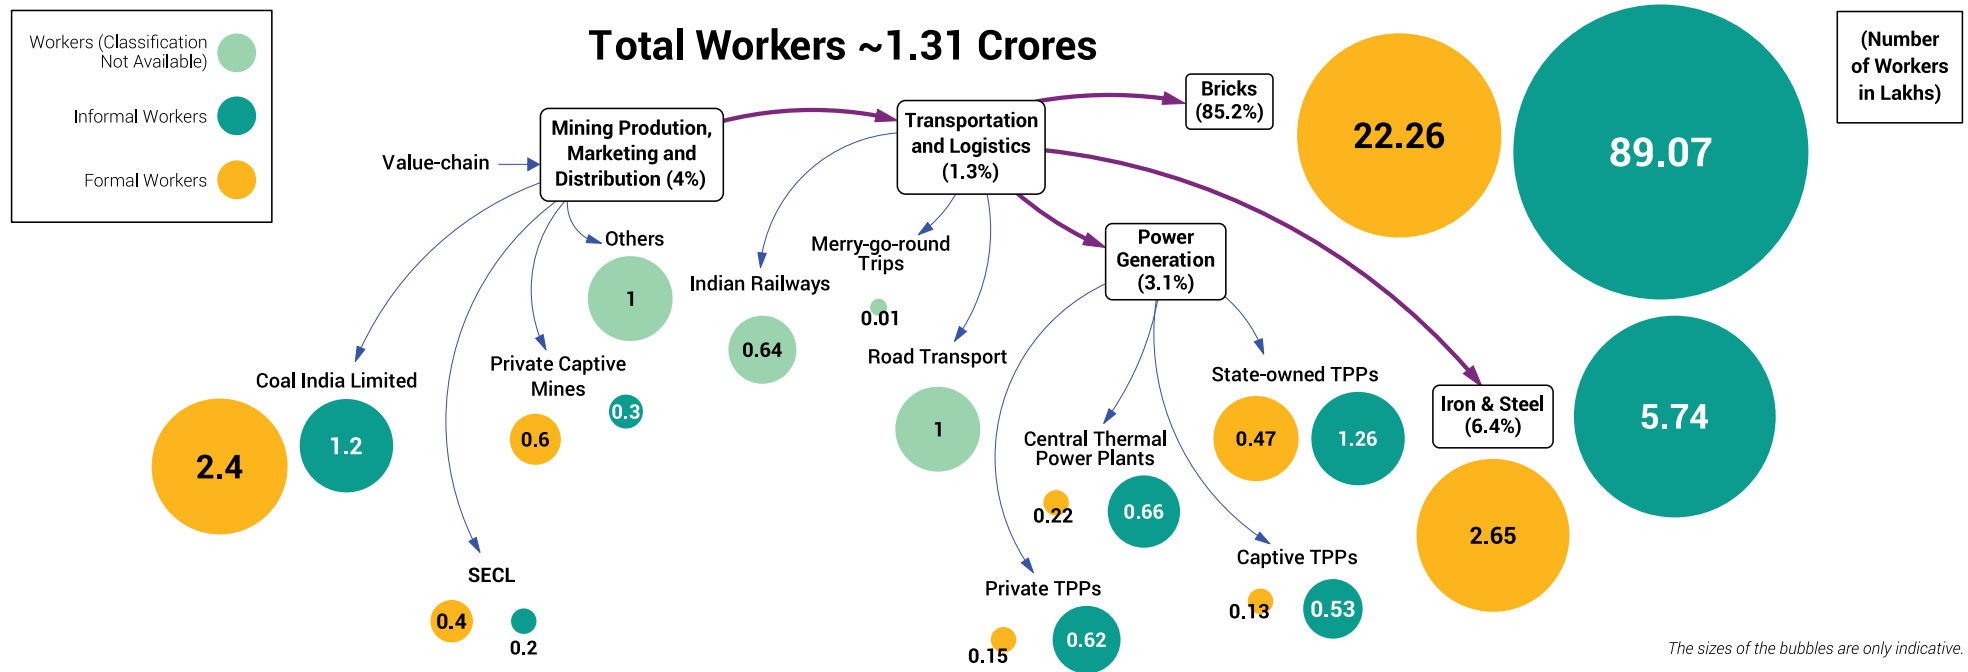 Workers (Classification
Not Available)
Informal Workers
Formal Workers
Total Workers ~1.31 Crores
(Number
of Workers
in Lakhs)
Value-chain
Mining Prodution,
Marketing and
Distribution (4%)
Transportation
and Logistics
(1.3%)
Bricks
(85.2%)
22.26
89.07
Others
1
Indian Railways
0.64
Merry-go-round
Trips
0.01
Road Transport
1
Power
Generation
(3.1%)
Coal India Limited
2.4
1.2
Private Captive
Mines
0.6
0.3
SECL
0.4
0.2
State-owned TPPs
0.47
1.26
Central Thermal
Power Plants
0.22
0.66
Captive TPPs
0.13
0.53
Private TPPs
0.15
0.62
Iron & Steel
(6.4%)
5.74
2.65
The sizes of the bubbles are only indicative.